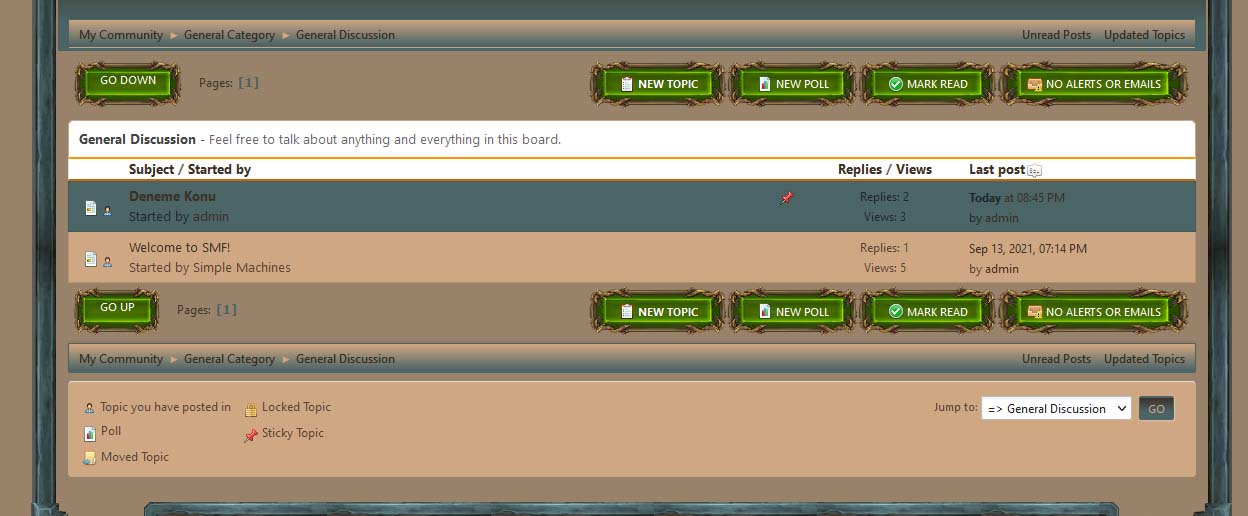 My Community ► General Category ► General Discussion Unread Posts Updated Topics
GO DOWN Pages: [1] NEW TOPIC NEW POLL MARK READ NO ALERTS OR EMAILS
General Discussion - Feel free to talk about anything and everything in this board.
Subject / Started by Replies / Views Last post
Deneme Konu Replies: 2 Today at 08:45 PM
Started by admin Views: 3 by admin
Welcome to SMF! Replies: 1 Sep 13, 2021, 07:14 PM
Started by Simple Machines Views: 5 by admin
GO UP Pages: [1] NEW TOPIC NEW POLL MARK READ NO ALERTS OR EMAILS
My Community ► General Category ► General Discussion Unread Posts Updated Topics
Topic you have posted in Locked Topic Jump to: => General Discussion GO
Poll Sticky Topic
Moved Topic